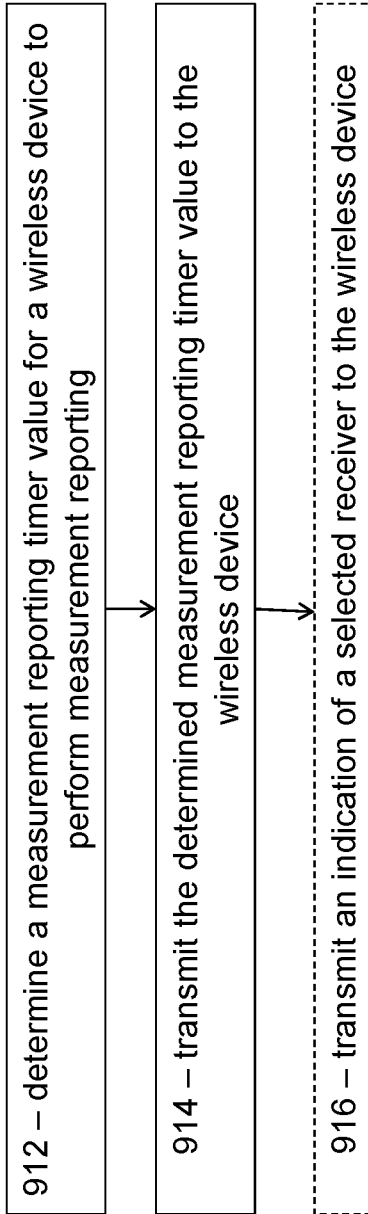 912 – determine a measurement reporting timer value for a wireless device to
perform measurement reporting
914 – transmit the determined measurement reporting timer value to the
wireless device
916 – transmit an indication of a selected receiver to the wireless device